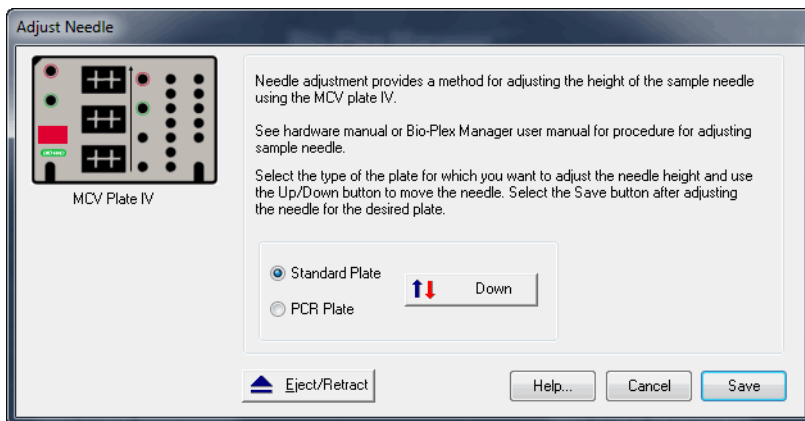 Adjust Needle
MCV Plate IV
Needle adjustment provides a method for adjusting the height of the sample needle
using the MCV plate IV.
See hardware manual or Bio-Plex Manager user manual for procedure for adjusting
sample needle.
Select the type of the plate for which you want to adjust the needle height and use
the Up/Down button to move the needle. Select the Save button after adjusting
the needle for the desired plate.
Standard Plate
Down
PCR Plate
Eject/Retract
Help...
Cancel
Save